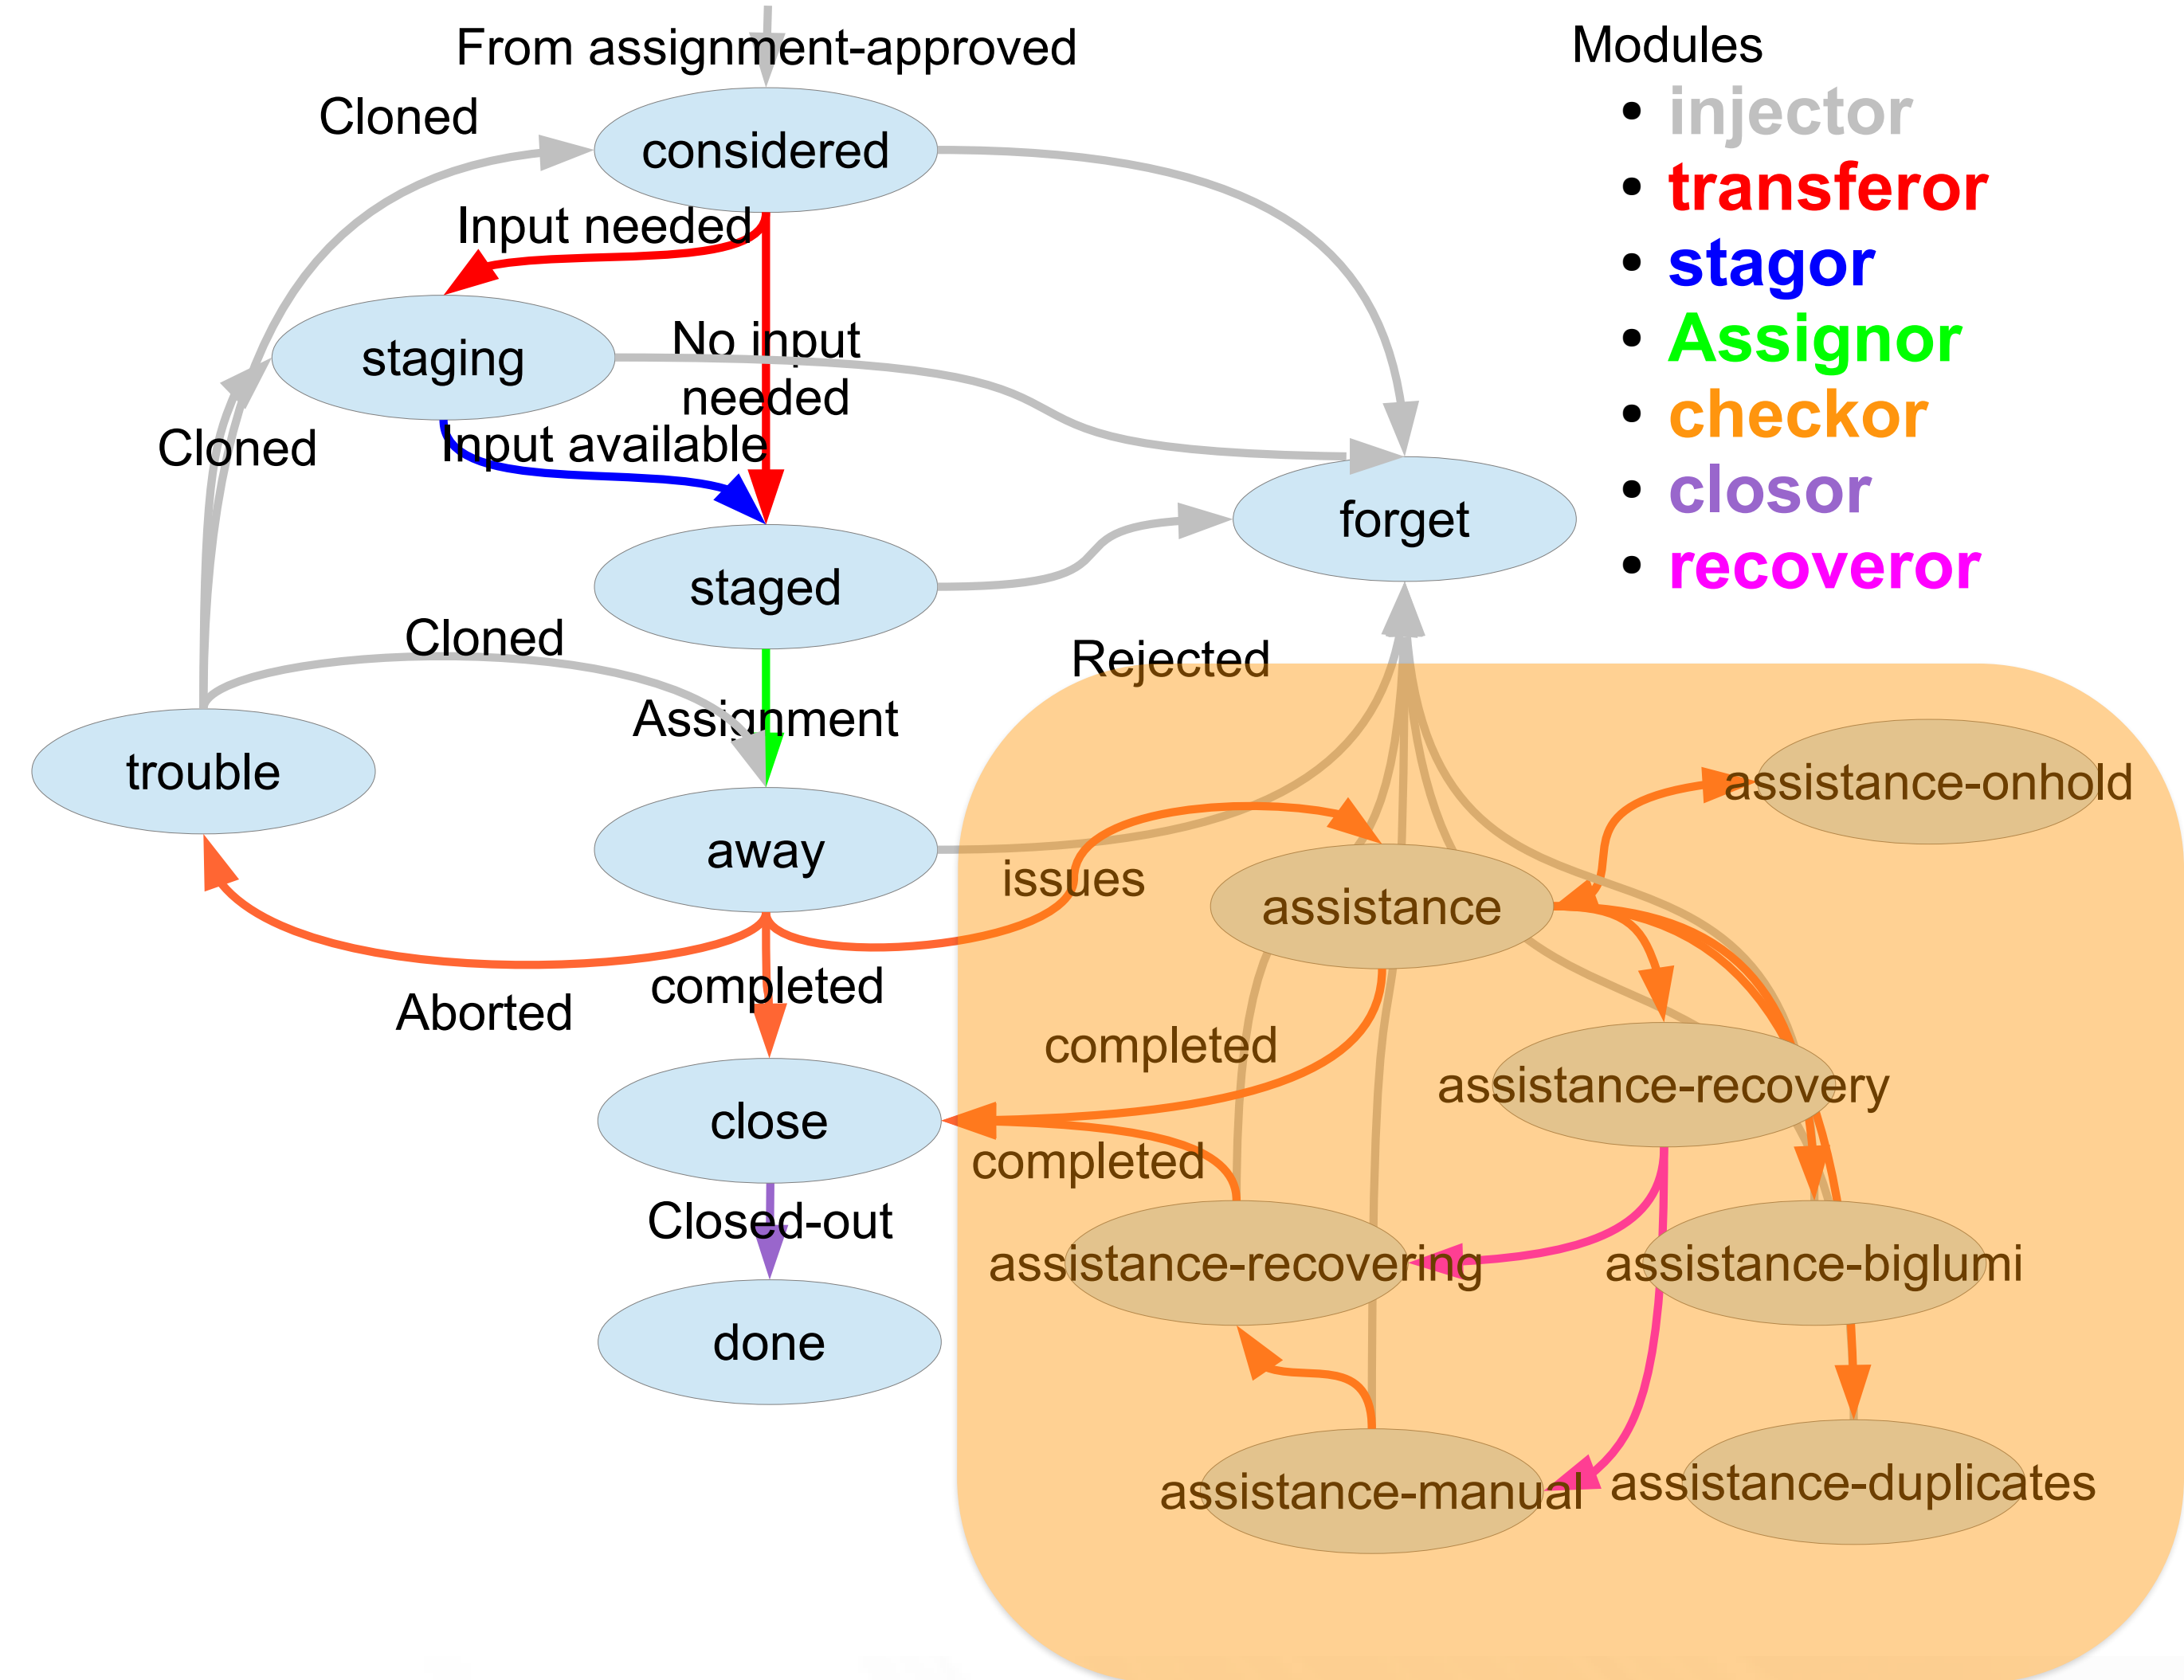 From assignment-approved
Cloned
considered
Input needed
staging
No input
needed
Cloned
Input available
staged
forget
Cloned
Rejected
Assignment
trouble
away
issues
assistance-onhold
assistance
Aborted
completed
completed
assistance-recovery
close
completed
Closed-out
assistance-recovering
assistance-biglumi
done
assistance-manual
assistance-duplicates
Modules
• injector
• transferor
• stagor
• Assignor
• checkor
• closor
• recoveror